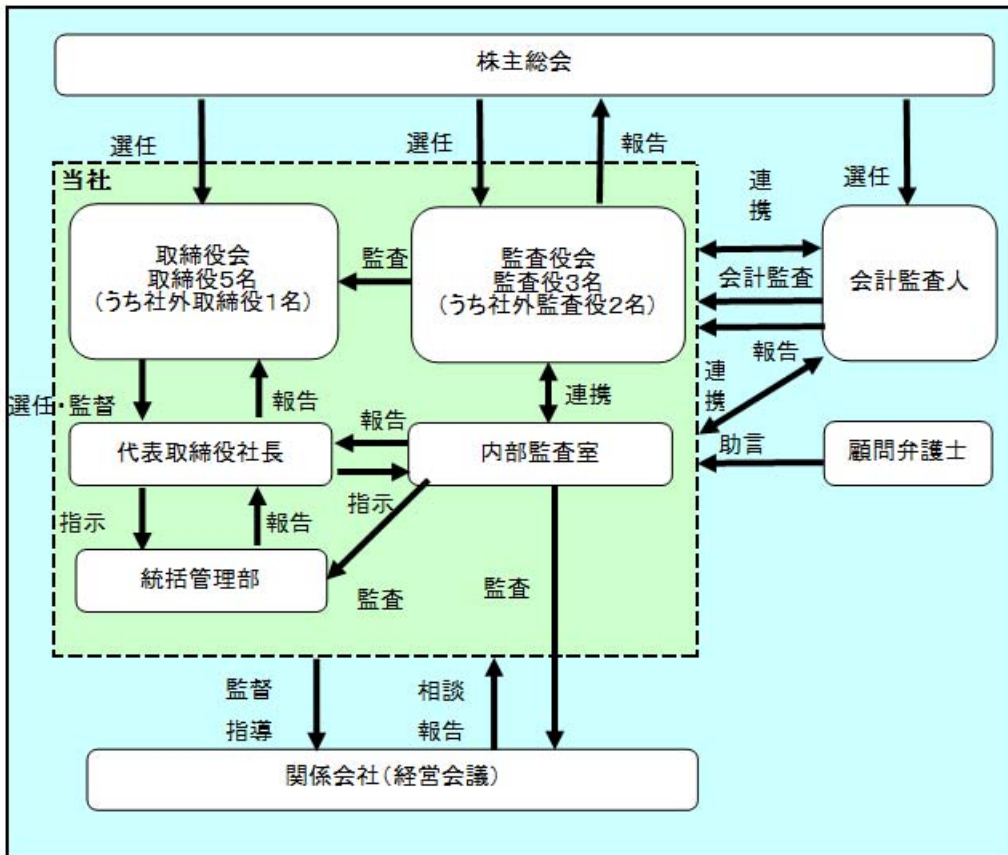 株主総会
選任
選任
報告
選任
当社
連携
取締役会
取締役5名
(うち社外取締役1名)
監査
監査役会
監査役3名
(うち社外監査役2名)
会計監査
会計監査人
報告
選任・監督
報告
連携
連携
報告
代表取締役社長
内部監査室
助言
顧問弁護士
指示
報告
指示
統括管理部
監査
監査
監督
指導
相談
報告
関係会社(経営会議)